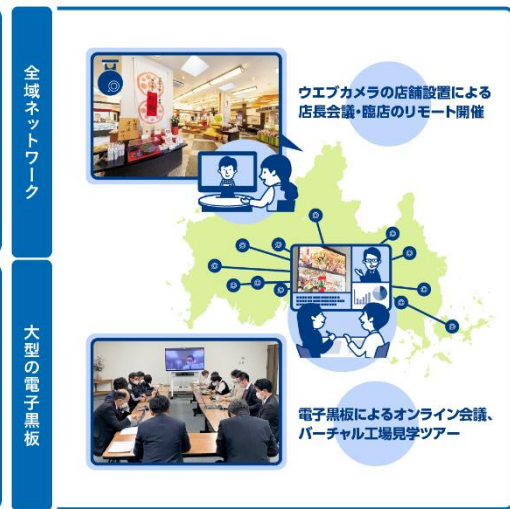 全域ネットワーク
ウエブカメラの店舗設置による
店長会議・臨店のリモート開催
大型の電子黒板
電子黒板によるオンライン会議、
バーチャル工場見学ツアー